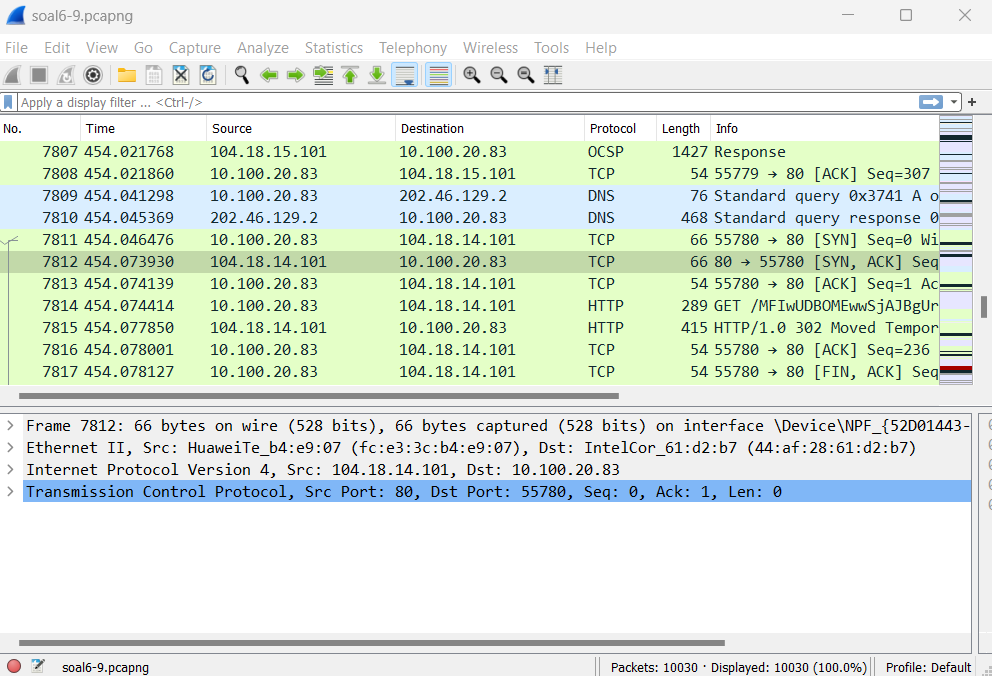 soal6-9.pcapng
File Edit View Go Capture Analyze Statistics Telephony Wireless Tools Help
Apply a display filter ... <Ctrl-/>
No. Time Source Destination Protocol Length Info
7807 454.021768 104.18.15.101 10.100.20.83 OCSP 1427 Response
7808 454.021860 10.100.20.83 104.18.15.101 TCP 54 55779 → 80 [ACK] Seq=307
7809 454.041298 10.100.20.83 202.46.129.2 DNS 76 Standard query 0x3741 A o
7810 454.045369 202.46.129.2 10.100.20.83 DNS 468 Standard query response 0
7811 454.046476 10.100.20.83 104.18.14.101 TCP 66 55780 → 80 [SYN] Seq=0 Wi
7812 454.073930 104.18.14.101 10.100.20.83 TCP 66 80 → 55780 [SYN, ACK] Seq
7813 454.074139 10.100.20.83 104.18.14.101 TCP 54 55780 → 80 [ACK] Seq=1 Ac
7814 454.074414 10.100.20.83 104.18.14.101 HTTP 289 GET /MFIwUDBOMEwwSjAJBgUr
7815 454.077850 104.18.14.101 10.100.20.83 HTTP 415 HTTP/1.0 302 Moved Tempor
7816 454.078001 10.100.20.83 104.18.14.101 TCP 54 55780 → 80 [ACK] Seq=236
7817 454.078127 10.100.20.83 104.18.14.101 TCP 54 55780 → 80 [FIN, ACK] Seq
Frame 7812: 66 bytes on wire (528 bits), 66 bytes captured (528 bits) on interface \Device\NPF_{52D01443-
Ethernet II, Src: HuaweiTe_b4:e9:07 (fc:e3:3c:b4:e9:07), Dst: IntelCor_61:d2:b7 (44:af:28:61:d2:b7)
Internet Protocol Version 4, Src: 104.18.14.101, Dst: 10.100.20.83
Transmission Control Protocol, Src Port: 80, Dst Port: 55780, Seq: 0, Ack: 1, Len: 0
soal6-9.pcapng Packets: 10030 · Displayed: 10030 (100.0%) Profile: Default